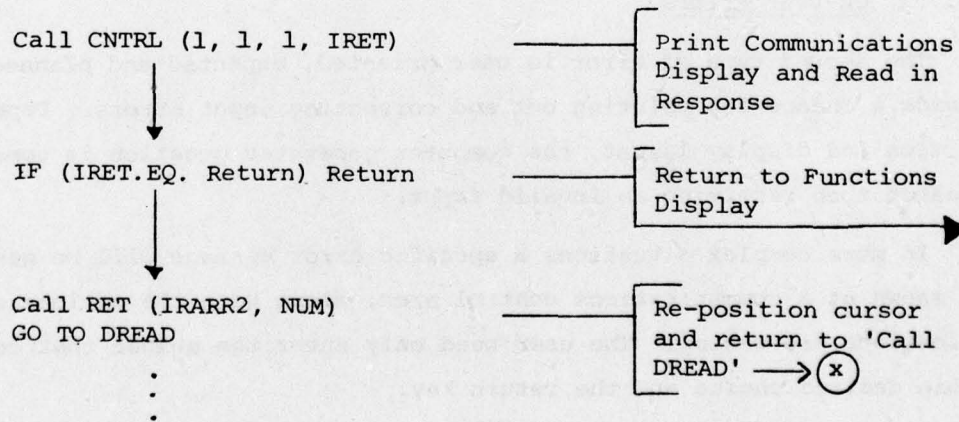 Call CNTRL (1, 1, 1, IRET)
Print Communications
Display and Read in
Response
IF (IRET.EQ. Return) Return
Return to Functions
Display
Call RET (IRARR2, NUM)
GO TO DREAD
Re-position cursor
and return to 'Call
DREAD' → x